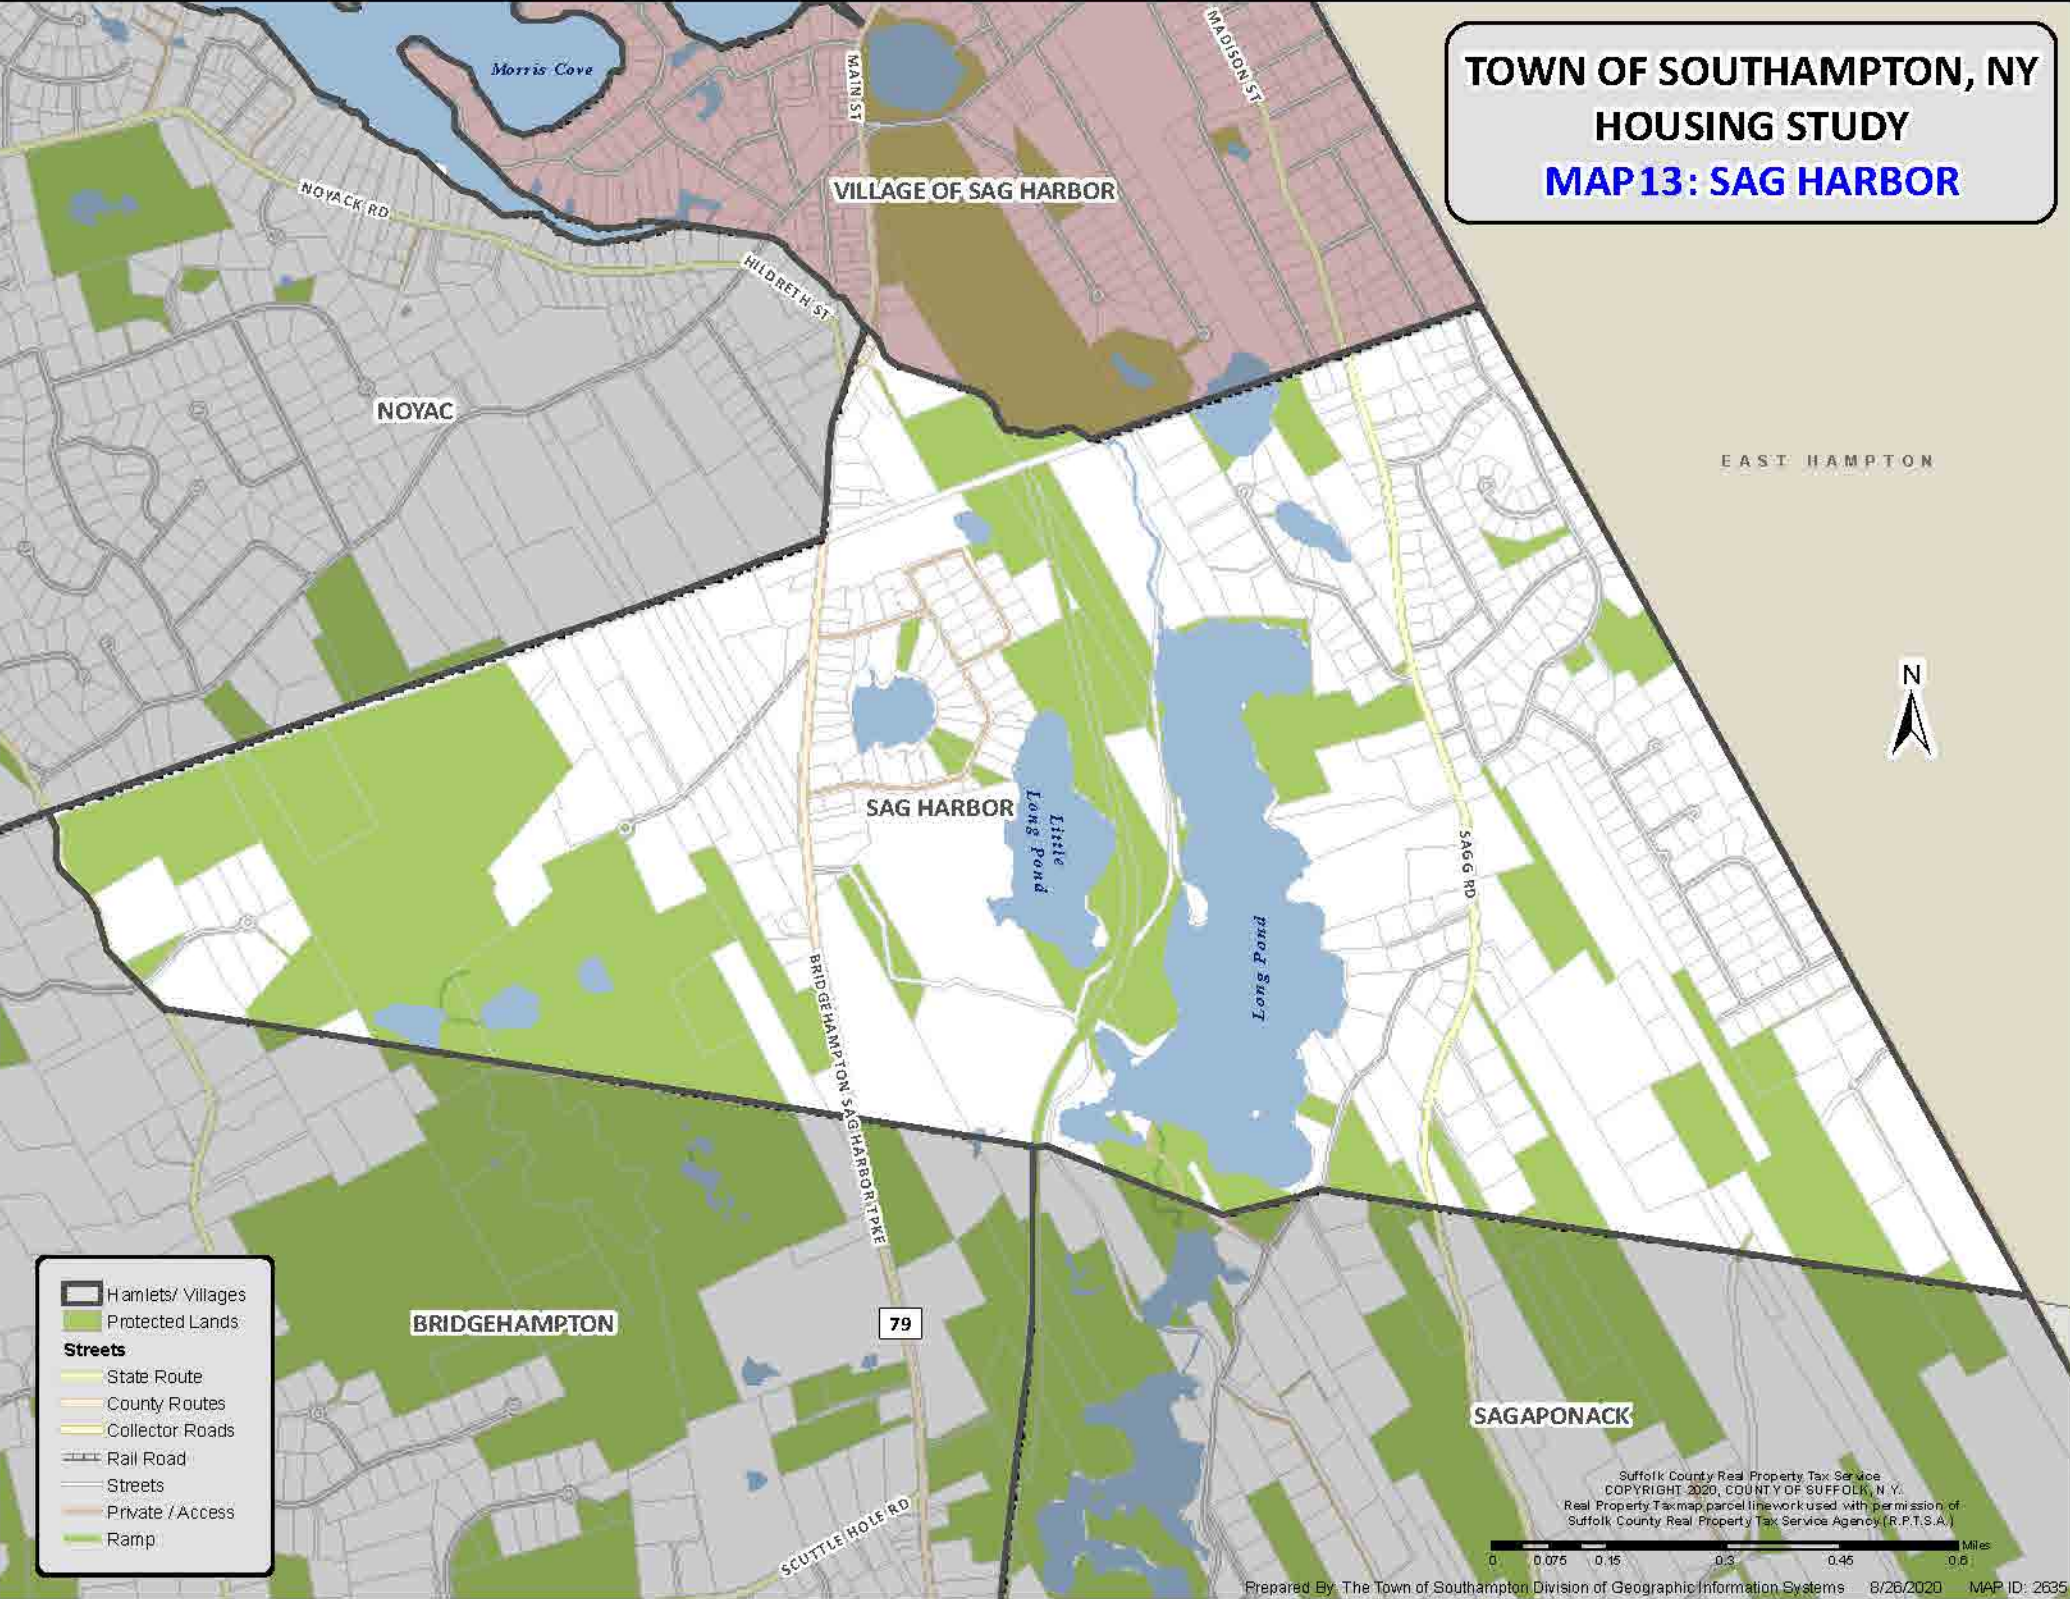 TOWN OF SOUTHAMPTON, NY
HOUSING STUDY
MAP 13: SAG HARBOR
Morris Cove
MAIN ST
MADISON ST
VILLAGE OF SAG HARBOR
NOYACK RD
HILDRETH ST
NOYAC
EAST HAMPTON
N
SAG HARBOR
Little
Long Pond
SAGG RD
Long Pond
BRIDGEHAMPTON SAG HARBOR TPKE
BRIDGEHAMPTON
79
SAGAPONACK
SCUTTLE HOLE RD
Hamlets/ Villages
Protected Lands
Streets
State Route
County Routes
Collector Roads
Rail Road
Streets
Private / Access
Ramp
Suffolk County Real Property Tax Service
COPYRIGHT 2020, COUNTY OF SUFFOLK, N.Y.
Real Property Taxmap parcel linework used with permission of
Suffolk County Real Property Tax Service Agency (R.P.T.S.A.)
Miles
0 0.075 0.15 0.3 0.45 0.6
Prepared By: The Town of Southampton Division of Geographic Information Systems 8/26/2020 MAP ID: 2635